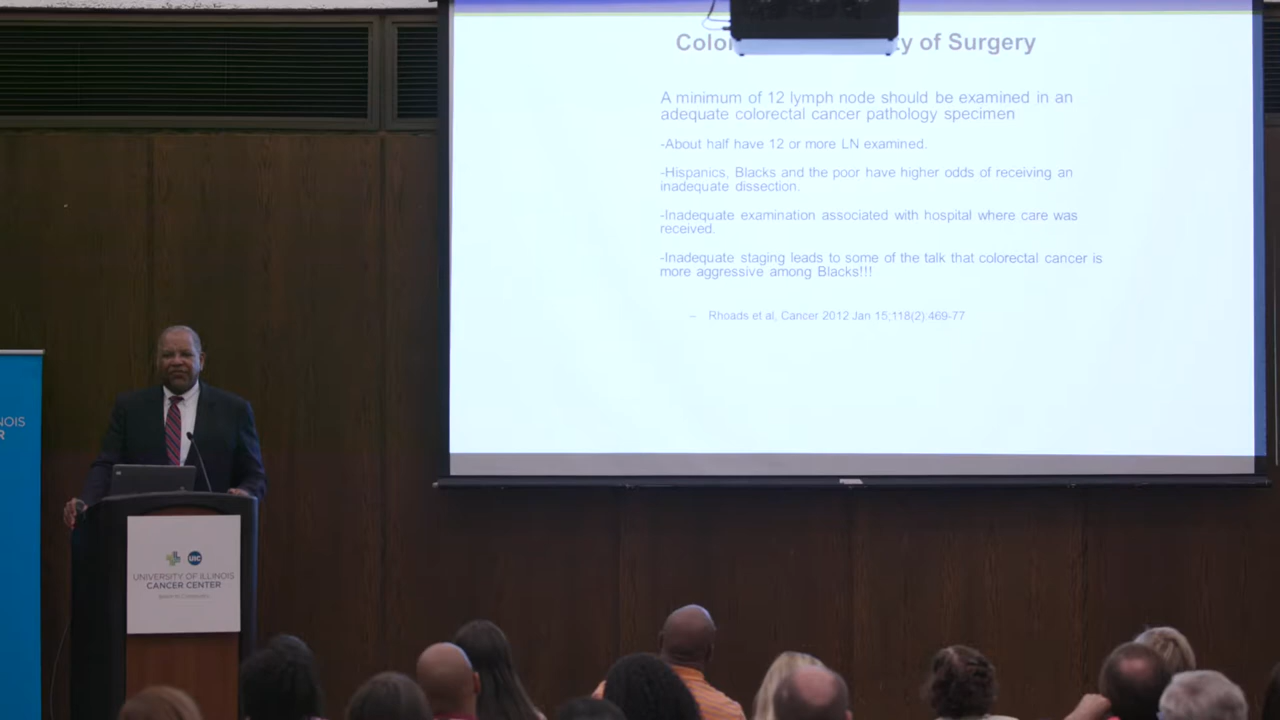 Color ty of Surgery
A minimum of 12 lymph node should be examined in an
adequate colorectal cancer pathology specimen
-About half have 12 or more LN examined.
-Hispanics, Blacks and the poor have higher odds of receiving an
inadequate dissection.
-Inadequate examination associated with hospital where care was
received.
-Inadequate staging leads to some of the talk that colorectal cancer is
more aggressive among Blacks!!!
– Rhoads et al, Cancer 2012 Jan 15;118(2):469-77
NOIS
R
UIC
UNIVERSITY OF ILLINOIS
CANCER CENTER